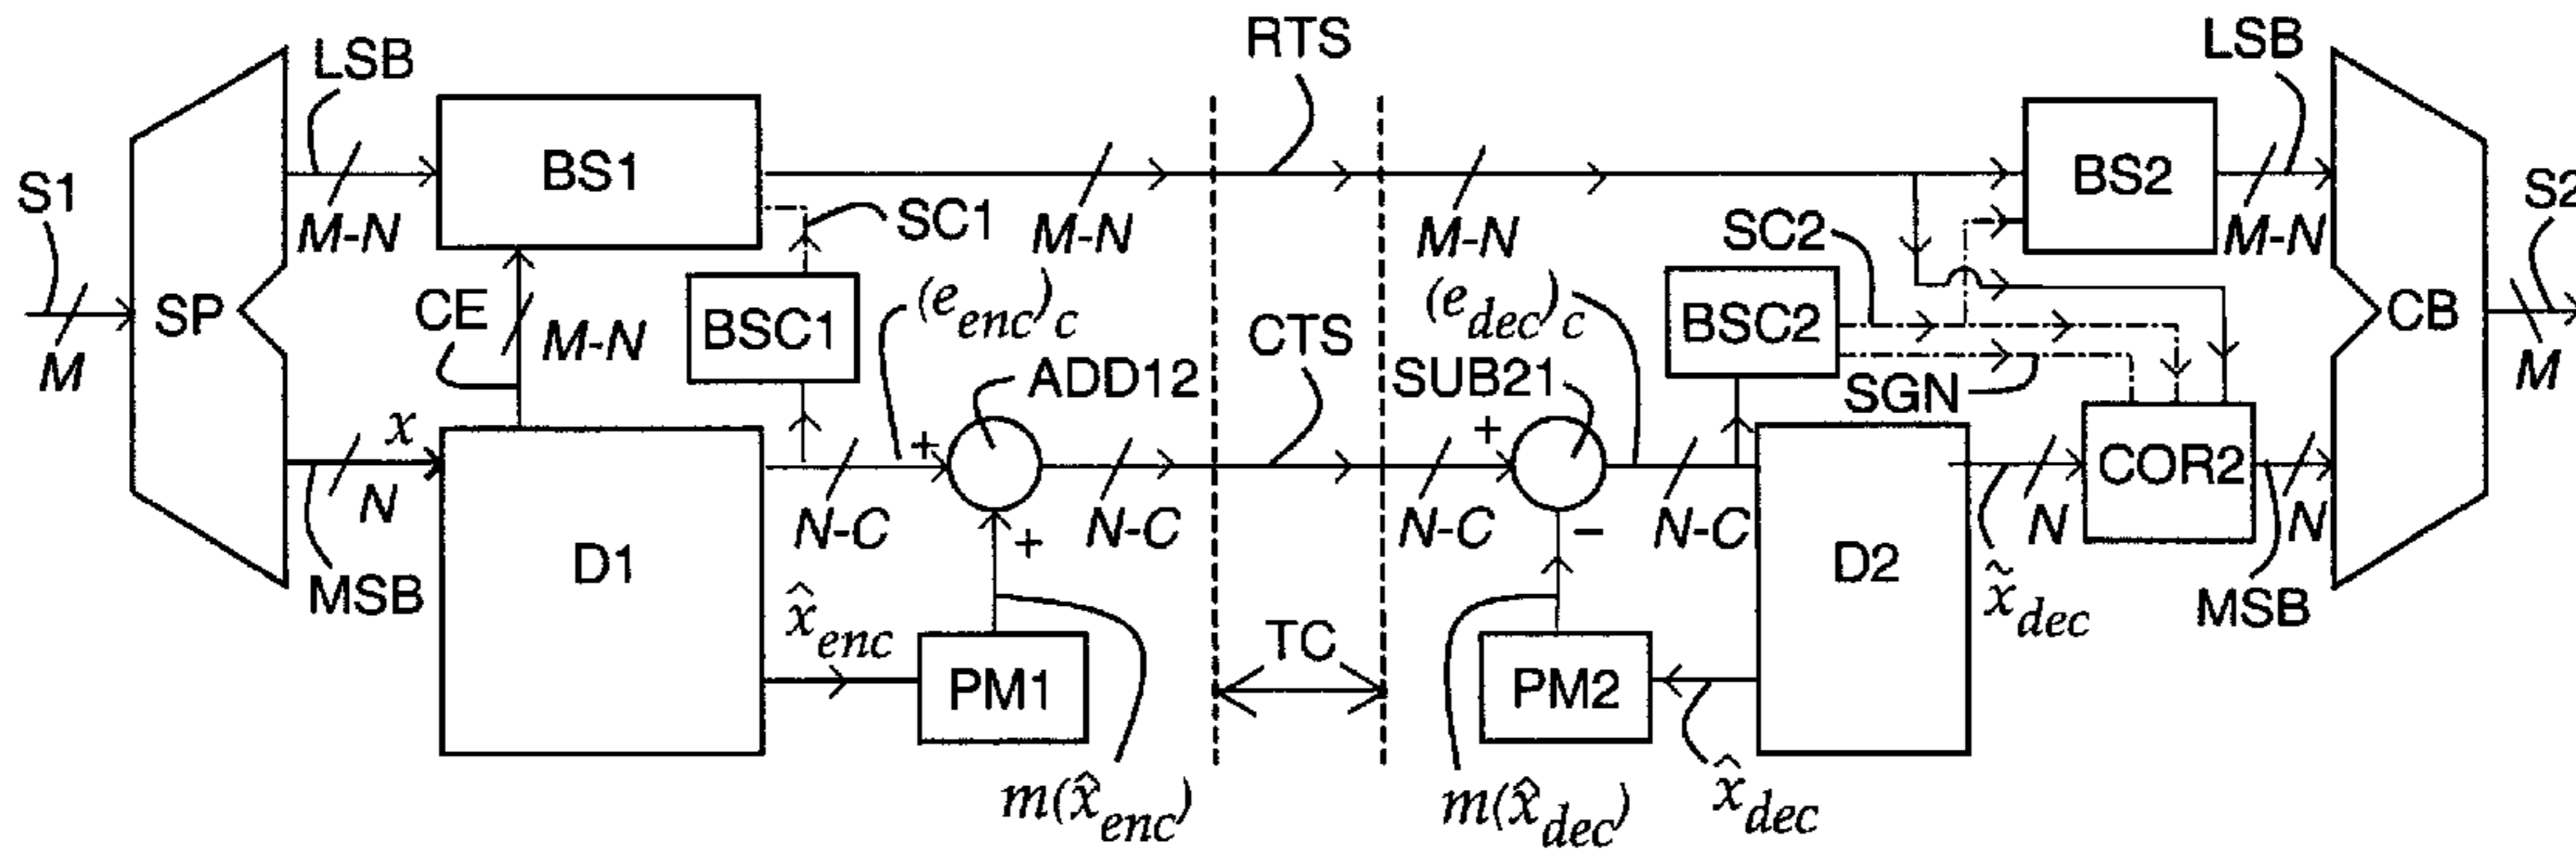 RTS
LSB
LSB
S1
M
SP
M-N
BS1
SC1
M-N
M-N
SC2
BS2
M-N
S2
CB
M
CE
M-N
BSC1
(e_enc)_c
ADD12
CTS
(e_dec)_c
SUB21
BSC2
SGN
x
N
MSB
D1
+
N-C
+
N-C
+
N-C
−
N-C
D2
N
COR2
N
x̃_dec
MSB
x̂_enc
PM1
TC
PM2
m(x̂_enc)
m(x̂_dec)
x̂_dec